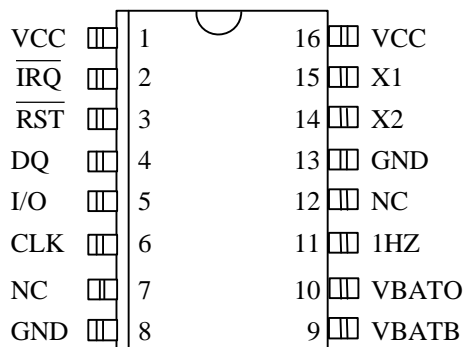 VCC 1 16 VCC
IRQ 2 15 X1
RST 3 14 X2
DQ 4 13 GND
I/O 5 12 NC
CLK 6 11 1HZ
NC 7 10 VBATO
GND 8 9 VBATB